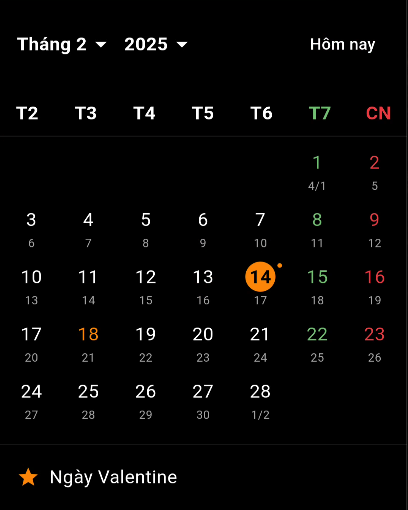 Tháng 2 2025 Hôm nay
T2 T3 T4 T5 T6 T7 CN
1 2
4/1 5
3 4 5 6 7 8 9
6 7 8 9 10 11 12
10 11 12 13 14 15 16
13 14 15 16 17 18 19
17 18 19 20 21 22 23
20 21 22 23 24 25 26
24 25 26 27 28
27 28 29 30 1/2
Ngày Valentine